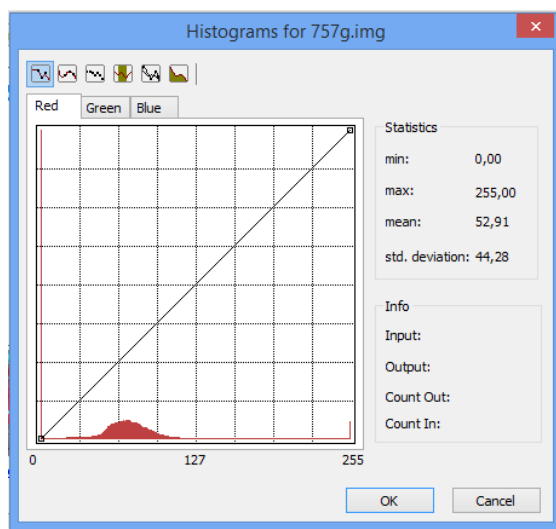 Histograms for 757g.img
Red Green Blue
Statistics
min: 0,00
max: 255,00
mean: 52,91
std. deviation: 44,28
Info
Input:
Output:
Count Out:
Count In:
0 127 255
OK Cancel